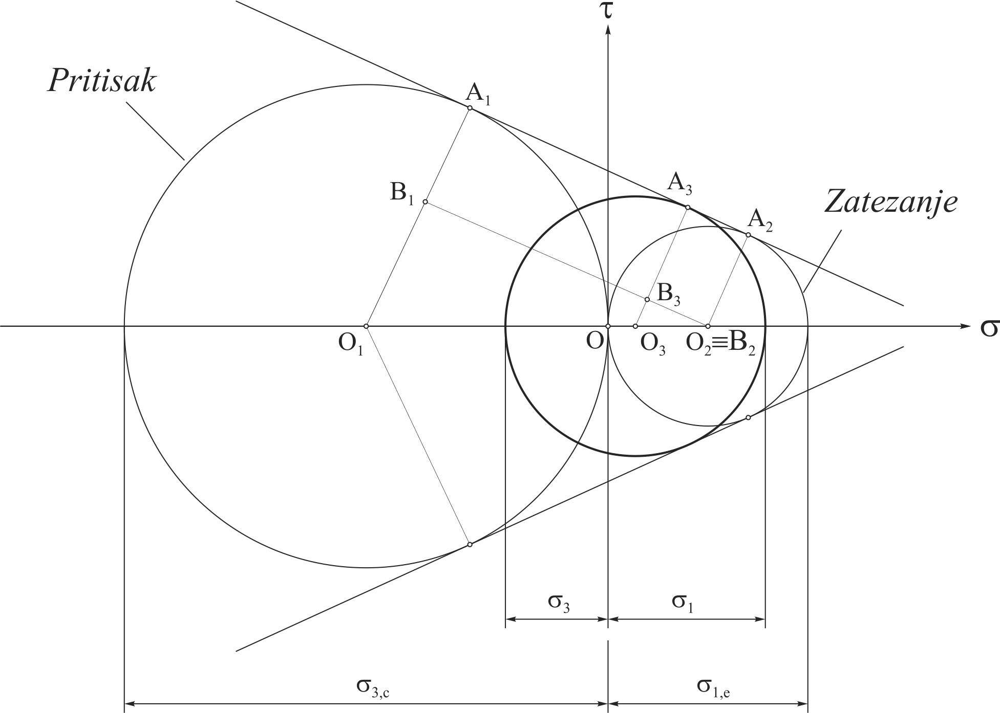 τ
Pritisak
A₁
A₃
B₁
Zatezanje
A₂
B₃
σ
O₁
O
O₃
O₂≡B₂
σ₃
σ₁
σ3,c
σ1,e